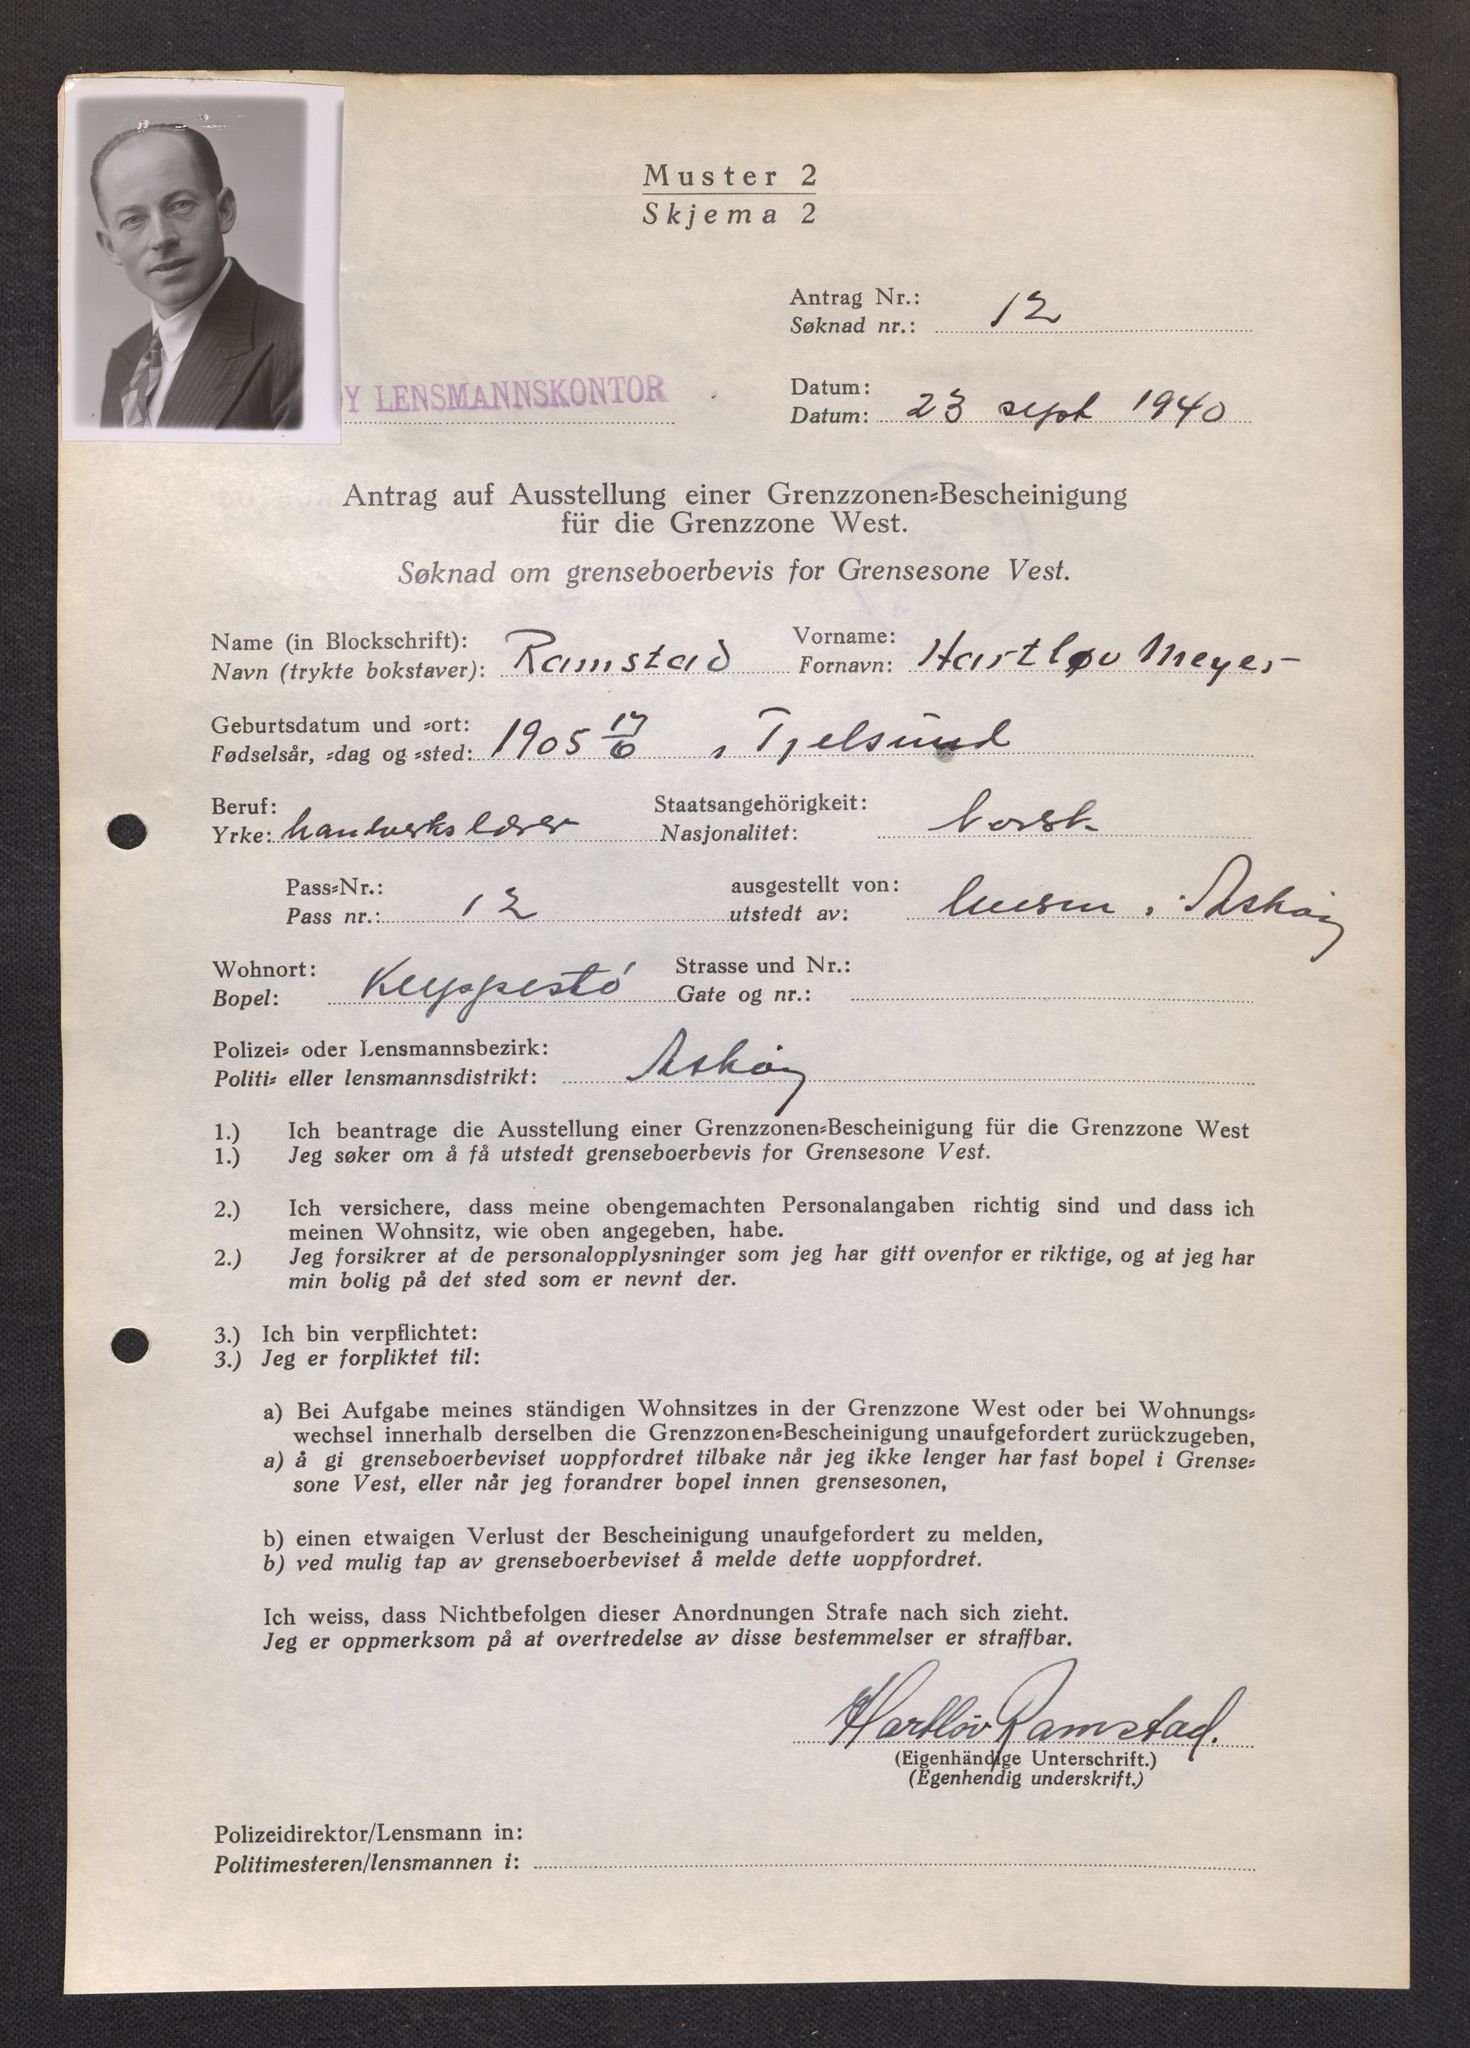 Muster 2
Skjema 2
Antrag Nr.:
Søknad nr.: 12
ØY LENSMANNSKONTOR
Datum:
Datum: 23 sept 1940
Antrag auf Ausstellung einer Grenzzonen=Bescheinigung
für die Grenzzone West.
Søknad om grenseboerbevis for Grensesone Vest.
Name (in Blockschrift): Vorname:
Navn (trykte bokstaver): Ramstad Fornavn: Hartløv Meyer
Geburtsdatum und =ort:
Fødselsår, =dag og =sted: 1905 17/6, Tjelsund
Beruf: Staatsangehörigkeit:
Yrke: handverkslærer Nasjonalitet: Norsk
Pass=Nr.: ausgestellt von:
Pass nr.: 12 utstedt av: Lensm. i Askøy
Wohnort: Strasse und Nr.:
Bopel: Kleppestö Gate og nr.:
Polizei= oder Lensmannsbezirk:
Politi= eller lensmannsdistrikt: Askøy
1.) Ich beantrage die Ausstellung einer Grenzzonen=Bescheinigung für die Grenzzone West
1.) Jeg søker om å få utstedt grenseboerbevis for Grensesone Vest.
2.) Ich versichere, dass meine obengemachten Personalangaben richtig sind und dass ich
meinen Wohnsitz, wie oben angegeben, habe.
2.) Jeg forsikrer at de personalopplysninger som jeg har gitt ovenfor er riktige, og at jeg har
min bolig på det sted som er nevnt der.
3.) Ich bin verpflichtet:
3.) Jeg er forpliktet til:
a) Bei Aufgabe meines ständigen Wohnsitzes in der Grenzzone West oder bei Wohnungs=
wechsel innerhalb derselben die Grenzzonen=Bescheinigung unaufgefordert zurückzugeben,
a) å gi grenseboerbeviset uoppfordret tilbake når jeg ikke lenger har fast bopel i Grense=
sone Vest, eller når jeg forandrer bopel innen grensesonen,
b) einen etwaigen Verlust der Bescheinigung unaufgefordert zu melden,
b) ved mulig tap av grenseboerbeviset å melde dette uoppfordret.
Ich weiss, dass Nichtbefolgen dieser Anordnungen Strafe nach sich zieht.
Jeg er oppmerksom på at overtredelse av disse bestemmelser er straffbar.
Hartløv Ramstad.
(Eigenhändige Unterschrift.)
(Egenhendig underskrift.)
Polizeidirektor/Lensmann in:
Politimesteren/lensmannen i: